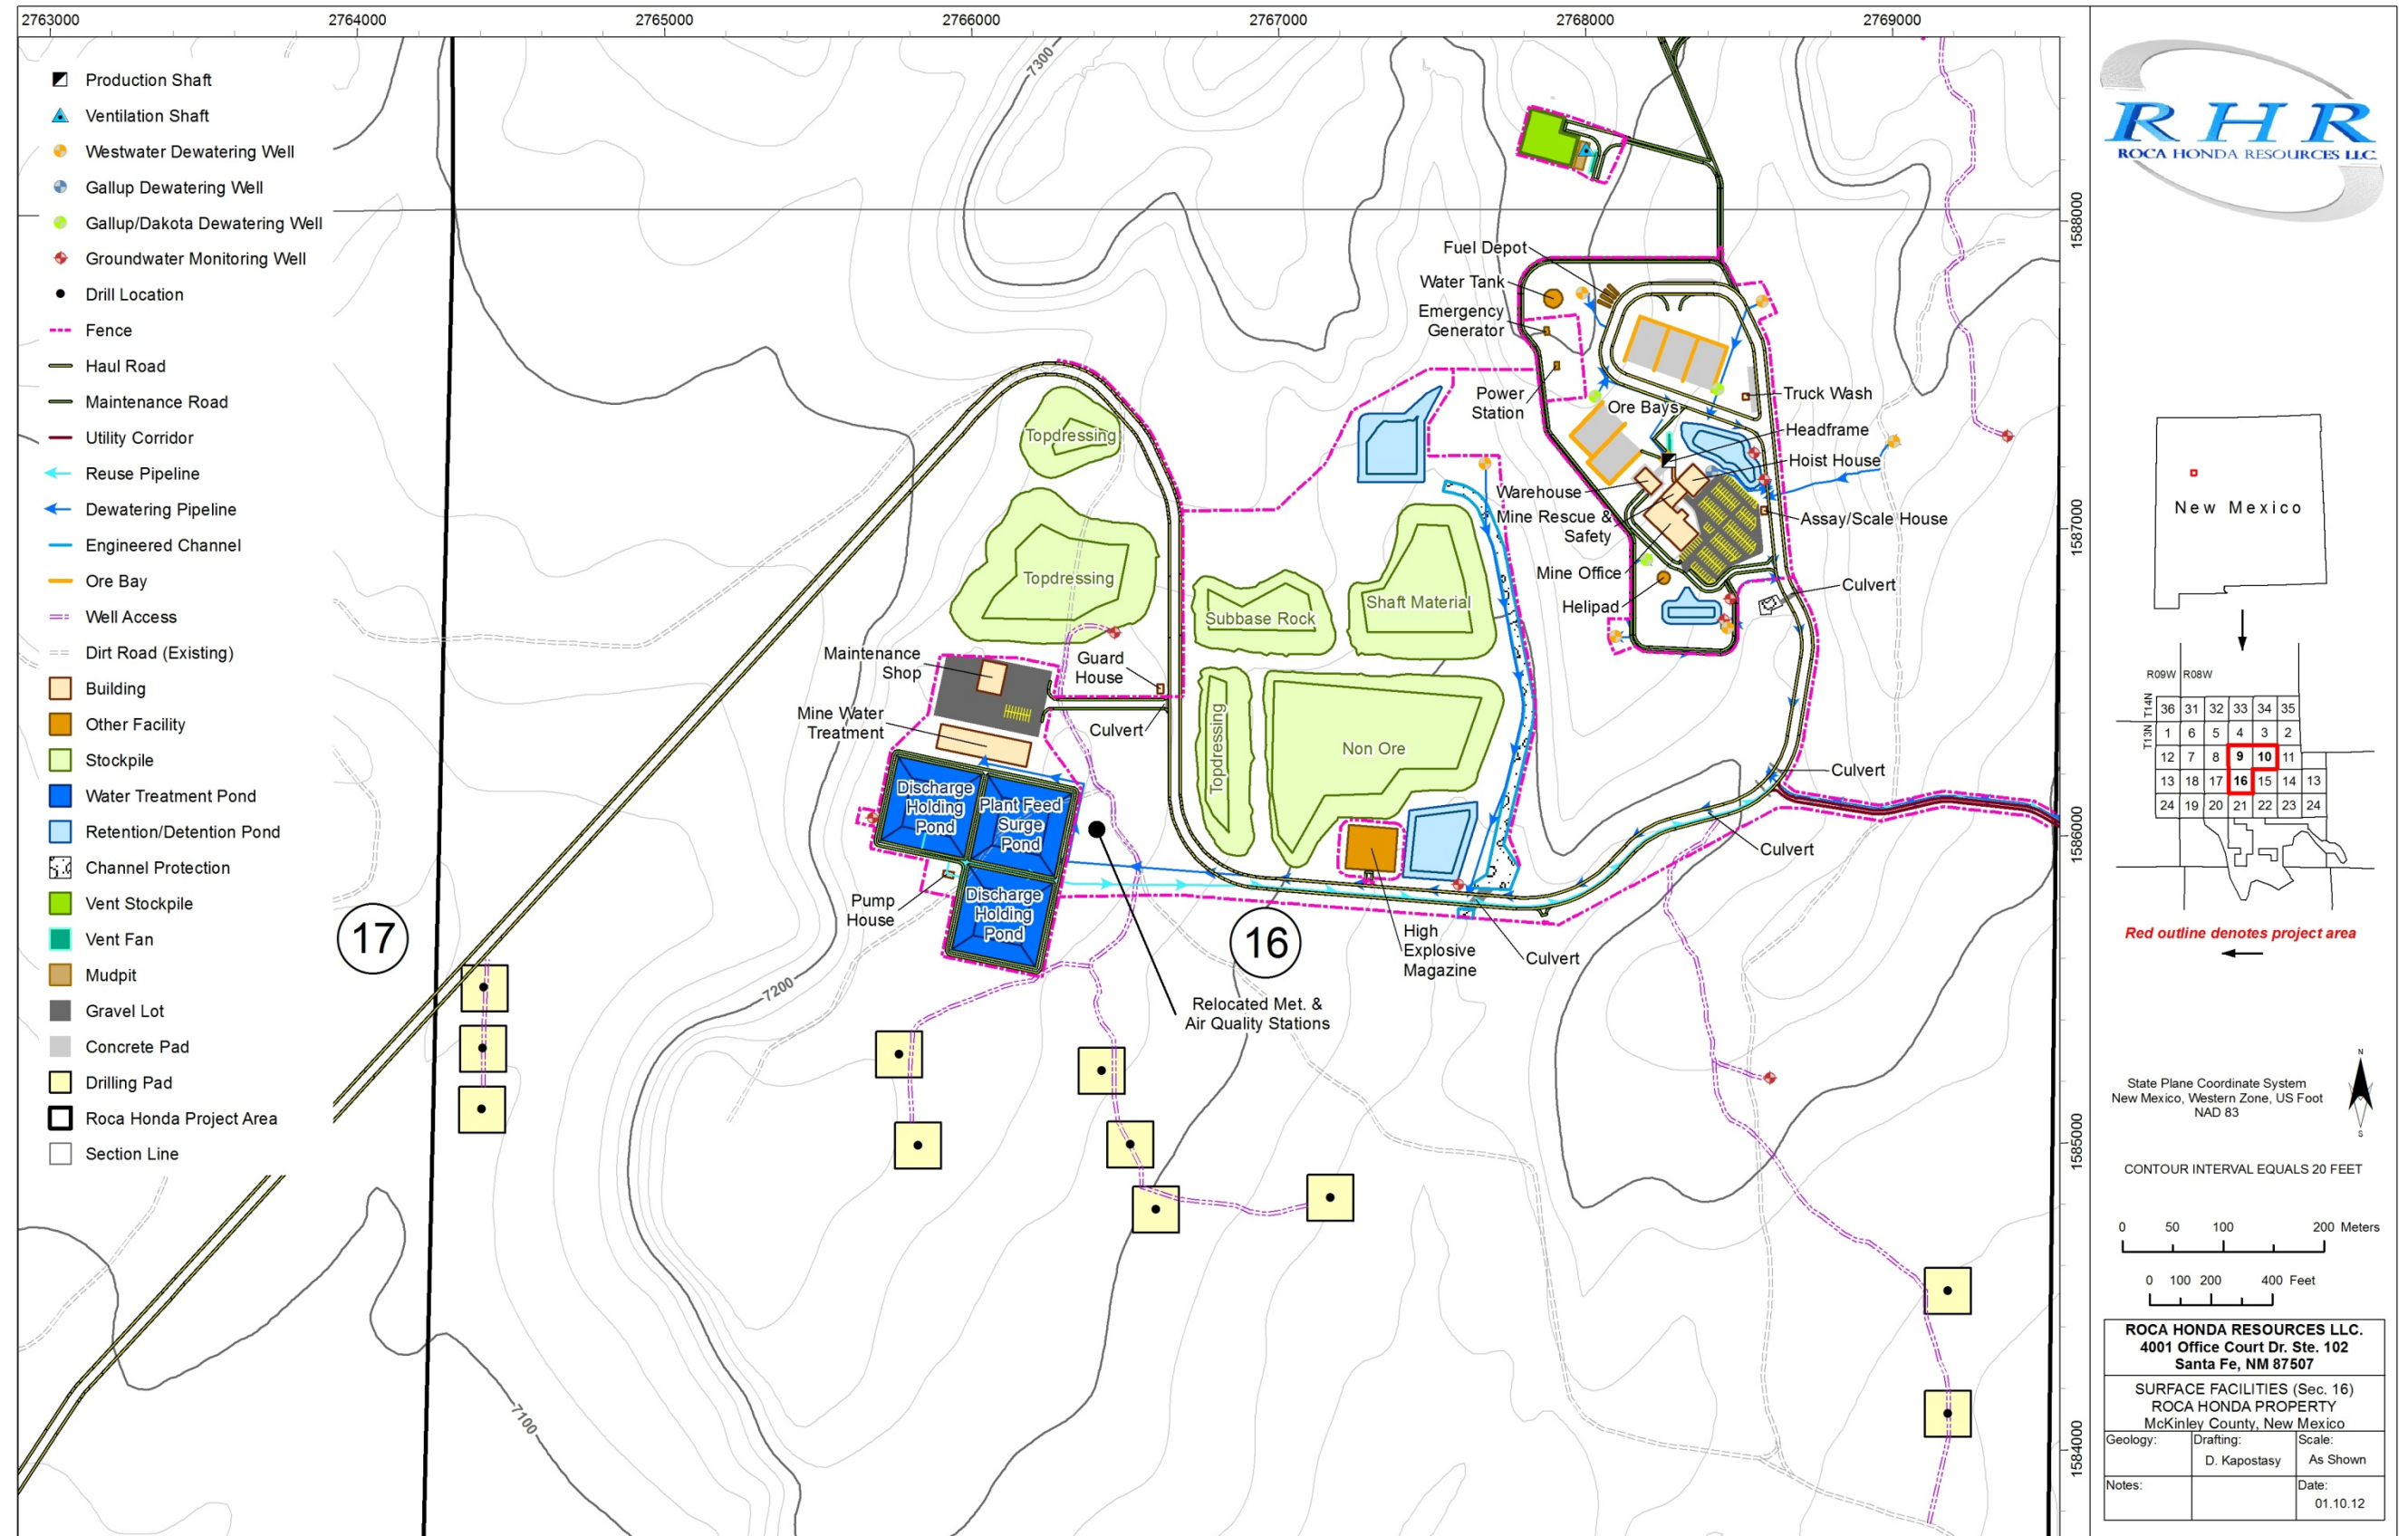 2763000
2764000
2765000
2766000
2767000
2768000
2769000
Production Shaft
Ventilation Shaft
Westwater Dewatering Well
Gallup Dewatering Well
Gallup/Dakota Dewatering Well
Groundwater Monitoring Well
Drill Location
Fence
Haul Road
Maintenance Road
Utility Corridor
Reuse Pipeline
Dewatering Pipeline
Engineered Channel
Ore Bay
Well Access
Dirt Road (Existing)
Building
Other Facility
Stockpile
Water Treatment Pond
Retention/Detention Pond
Channel Protection
Vent Stockpile
Vent Fan
Mudpit
Gravel Lot
Concrete Pad
Drilling Pad
Roca Honda Project Area
Section Line
7300
7200
7100
17
16
Topdressing
Topdressing
Subbase Rock
Shaft Material
Topdressing
Non Ore
Maintenance
Shop
Guard
House
Mine Water
Treatment
Culvert
Discharge
Holding
Pond
Plant Feed
Surge
Pond
Discharge
Holding
Pond
Pump
House
Relocated Met. &
Air Quality Stations
High
Explosive
Magazine
Culvert
Culvert
Culvert
Culvert
Fuel Depot
Water Tank
Emergency
Generator
Power
Station
Ore Bays
Truck Wash
Headframe
Hoist House
Warehouse
Mine Rescue &
Safety
Assay/Scale House
Mine Office
Helipad
1588000
1587000
1586000
1585000
1584000
RHR
ROCA HONDA RESOURCES LLC.
New Mexico
R09W R08W
T14N
T13N
36 31 32 33 34 35
1 6 5 4 3 2
12 7 8 9 10 11
13 18 17 16 15 14 13
24 19 20 21 22 23 24
Red outline denotes project area
State Plane Coordinate System
New Mexico, Western Zone, US Foot
NAD 83
N
S
CONTOUR INTERVAL EQUALS 20 FEET
0 50 100 200 Meters
0 100 200 400 Feet
ROCA HONDA RESOURCES LLC.
4001 Office Court Dr. Ste. 102
Santa Fe, NM 87507
SURFACE FACILITIES (Sec. 16)
ROCA HONDA PROPERTY
McKinley County, New Mexico
Geology:
Drafting:
D. Kapostasy
Scale:
As Shown
Notes:
Date:
01.10.12